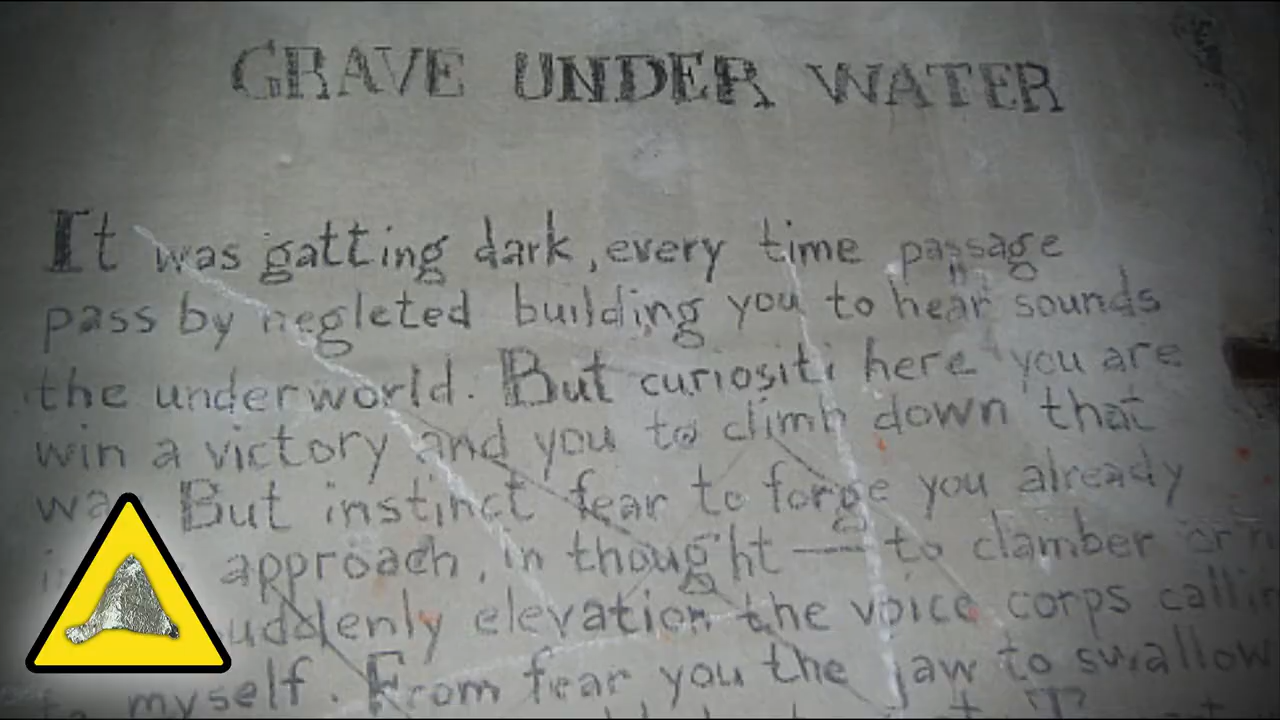 GRAVE UNDER WATER
It was gatting dark, every time passage
pass by negleted building you to hear sounds
the underworld. But curiositi here you are
win a victory and you to climb down that
But instinct fear to forge you already
approach, in thought — to clamber or
elevation the voice corps
myself. From fear you the jaw to swallow